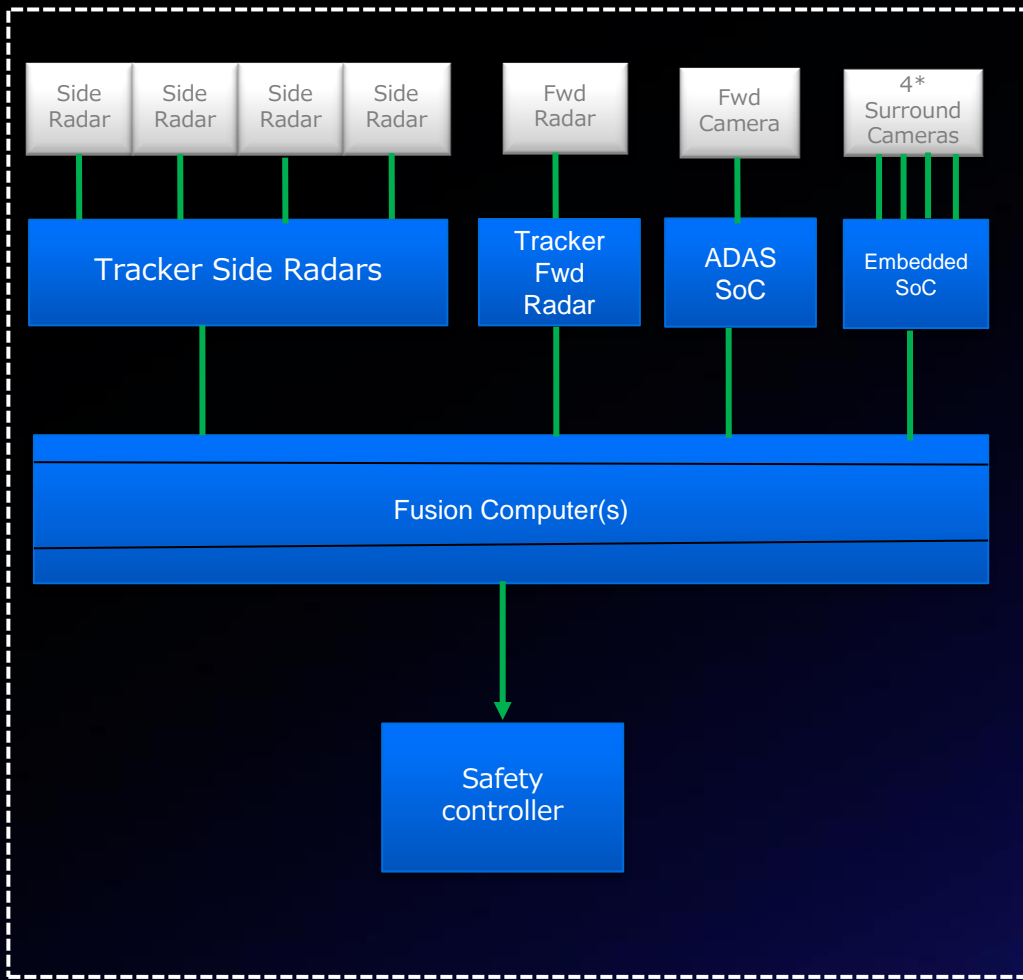 Side
Radar
Side
Radar
Side
Radar
Side
Radar
Fwd
Radar
Fwd
Camera
4*
Surround
Cameras
Tracker Side Radars
Tracker
Fwd
Radar
ADAS
SoC
Embedded
SoC
Fusion Computer(s)
Safety
controller